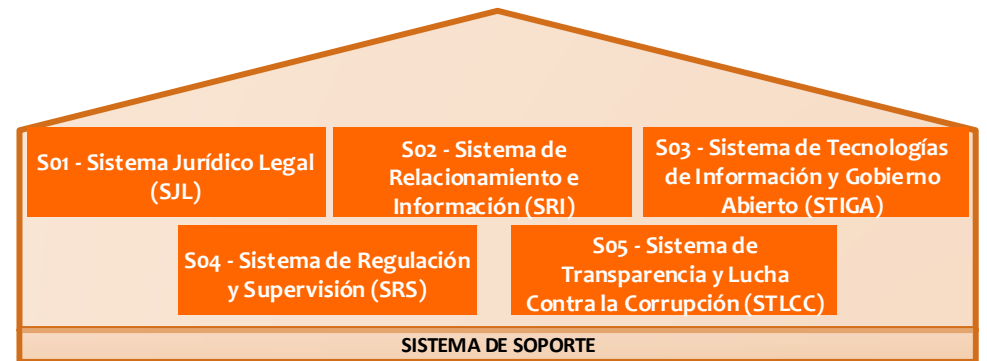 S01 - Sistema Jurídico Legal
(SJL)
S02 - Sistema de
Relacionamiento e
Información (SRI)
S03 - Sistema de Tecnologías
de Información y Gobierno
Abierto (STIGA)
S04 - Sistema de Regulación
y Supervisión (SRS)
S05 - Sistema de
Transparencia y Lucha
Contra la Corrupción (STLCC)
SISTEMA DE SOPORTE